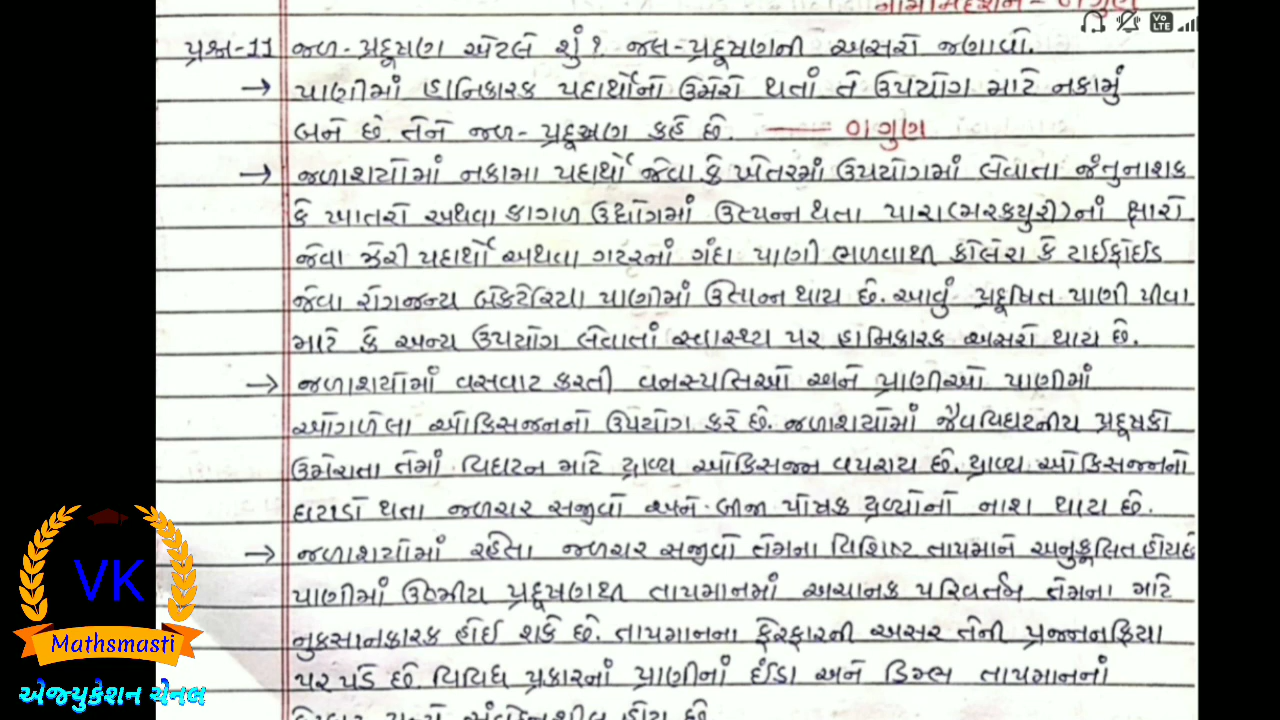 પ્રશ્ન-11 જળ-પ્રદૂષણ એટલે શું? જલ-પ્રદૂષણની અસરો જણાવો.
→ પાણીમાં હાનિકારક પદાર્થોનો ઉમેરો થતાં તે ઉપયોગ માટે નકામું
બને છે તેને જળ-પ્રદૂષણ કહે છે. —— ૦૧ ગુણ
→ જળાશયોમાં નકામા પદાર્થો જેવા કે ખેતરમાં ઉપયોગમાં લેવાતા જંતુનાશક
કે ખાતરો અથવા કાગળ ઉદ્યોગમાં ઉત્પન્ન થતા પારા(મરક્યુરી)નાં ક્ષારો
જેવા ઝેરી પદાર્થો અથવા ગટરનાં ગંદા પાણી ભળવાથી કોલેરા કે ટાઈફોઈડ
જેવા રોગજન્ય બેક્ટેરિયા પાણીમાં ઉત્પન્ન થાય છે. આવું પ્રદૂષિત પાણી પીવા
માટે કે અન્ય ઉપયોગ લેવાતાં સ્વાસ્થ્ય પર હાનિકારક અસરો થાય છે.
→ જળાશયોમાં વસવાટ કરતી વનસ્પતિઓ અને પ્રાણીઓ પાણીમાં
ઓગળેલા ઓકિસજનનો ઉપયોગ કરે છે. જળાશયોમાં જૈવવિઘટનીય પ્રદૂષકો
ઉમેરાતા તેમાં વિઘટન માટે દ્રાવ્ય ઓકિસજન વપરાય છે. દ્રાવ્ય ઓકિસજનનો
ઘટાડો થતા જળચર સજીવો અને બીજા પોષક દ્રવ્યોનો નાશ થાય છે.
→ જળાશયોમાં રહેતા જળચર સજીવો તેમના વિશિષ્ટ તાપમાને અનુકૂલિત હોય છે
પાણીમાં ઉષ્મીય પ્રદૂષણથી તાપમાનમાં અચાનક પરિવર્તન તેમના માટે
નુકસાનકારક હોઈ શકે છે. તાપમાનના ફેરફારની અસર તેની પ્રજનનક્રિયા
પર પડે છે. વિવિધ પ્રકારનાં પ્રાણીનાં ઈંડા અને ડિમ્ભ તાપમાનનાં
VK
Mathsmasti
એજ્યુકેશન ચેનલ